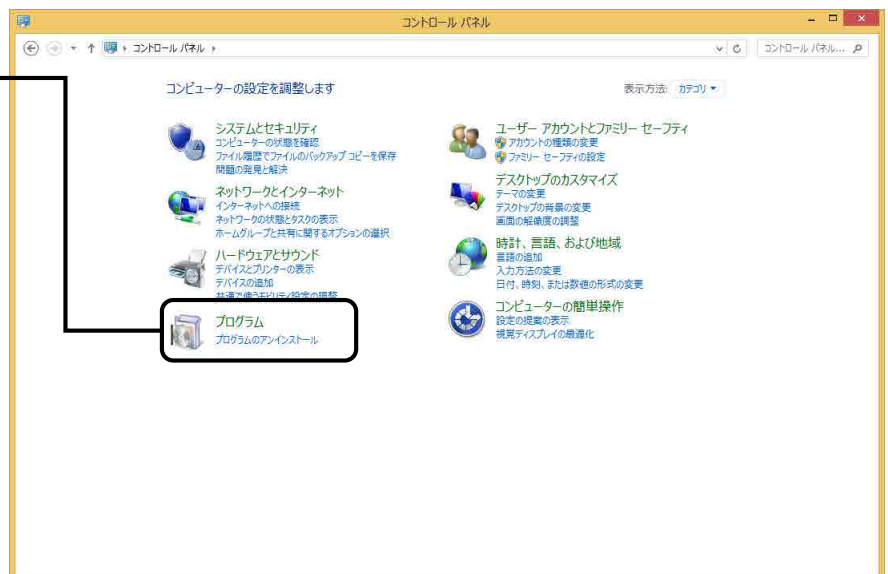 コントロール パネル
コントロール パネル
コントロール パネル...
コンピューターの設定を調整します
表示方法: カテゴリ
システムとセキュリティ
コンピューターの状態を確認
ファイル履歴でファイルのバックアップ コピーを保存
問題の発見と解決
ネットワークとインターネット
インターネットへの接続
ネットワークの状態とタスクの表示
ホームグループと共有に関するオプションの選択
ハードウェアとサウンド
デバイスとプリンターの表示
デバイスの追加
共通で使うモビリティ設定の調整
プログラム
プログラムのアンインストール
ユーザー アカウントとファミリー セーフティ
アカウントの種類の変更
ファミリー セーフティの設定
デスクトップのカスタマイズ
テーマの変更
デスクトップの背景の変更
画面の解像度の調整
時計、言語、および地域
言語の追加
入力方法の変更
日付、時刻、または数値の形式の変更
コンピューターの簡単操作
設定の提案の表示
視覚ディスプレイの最適化